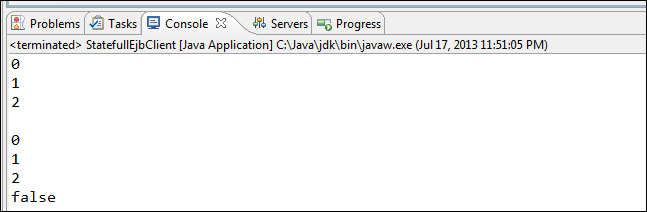 Problems Tasks Console Servers Progress
<terminated> StatefullEjbClient [Java Application] C:\Java\jdk\bin\javaw.exe (Jul 17, 2013 11:51:05 PM)
0
1
2
0
1
2
false